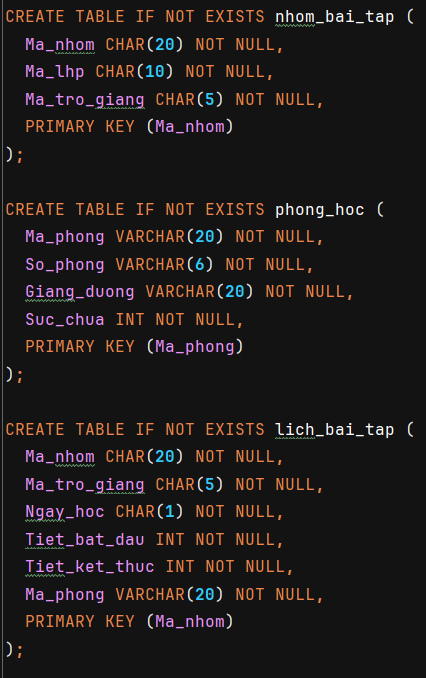 CREATE TABLE IF NOT EXISTS nhom_bai_tap (
  Ma_nhom CHAR(20) NOT NULL,
  Ma_lhp CHAR(10) NOT NULL,
  Ma_tro_giang CHAR(5) NOT NULL,
  PRIMARY KEY (Ma_nhom)
);

CREATE TABLE IF NOT EXISTS phong_hoc (
  Ma_phong VARCHAR(20) NOT NULL,
  So_phong VARCHAR(6) NOT NULL,
  Giang_duong VARCHAR(20) NOT NULL,
  Suc_chua INT NOT NULL,
  PRIMARY KEY (Ma_phong)
);

CREATE TABLE IF NOT EXISTS lich_bai_tap (
  Ma_nhom CHAR(20) NOT NULL,
  Ma_tro_giang CHAR(5) NOT NULL,
  Ngay_hoc CHAR(1) NOT NULL,
  Tiet_bat_dau INT NOT NULL,
  Tiet_ket_thuc INT NOT NULL,
  Ma_phong VARCHAR(20) NOT NULL,
  PRIMARY KEY (Ma_nhom)
);